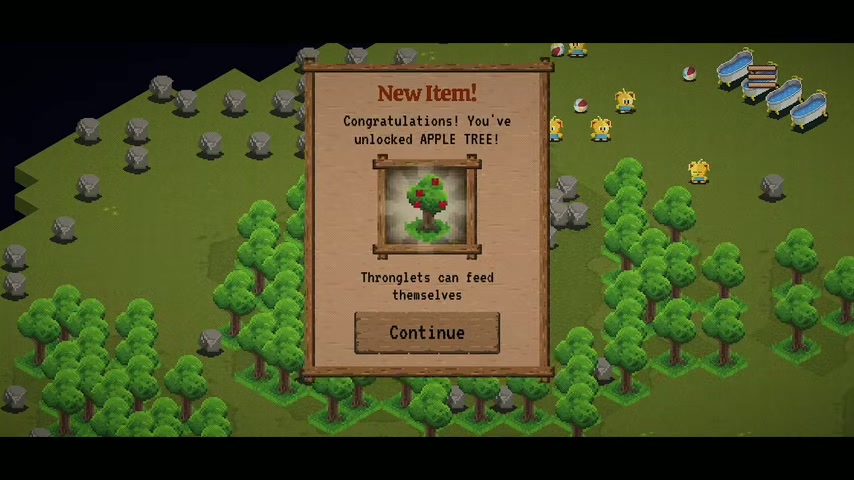 New Item!
Congratulations! You've
unlocked APPLE TREE!
Thronglets can feed
themselves
Continue